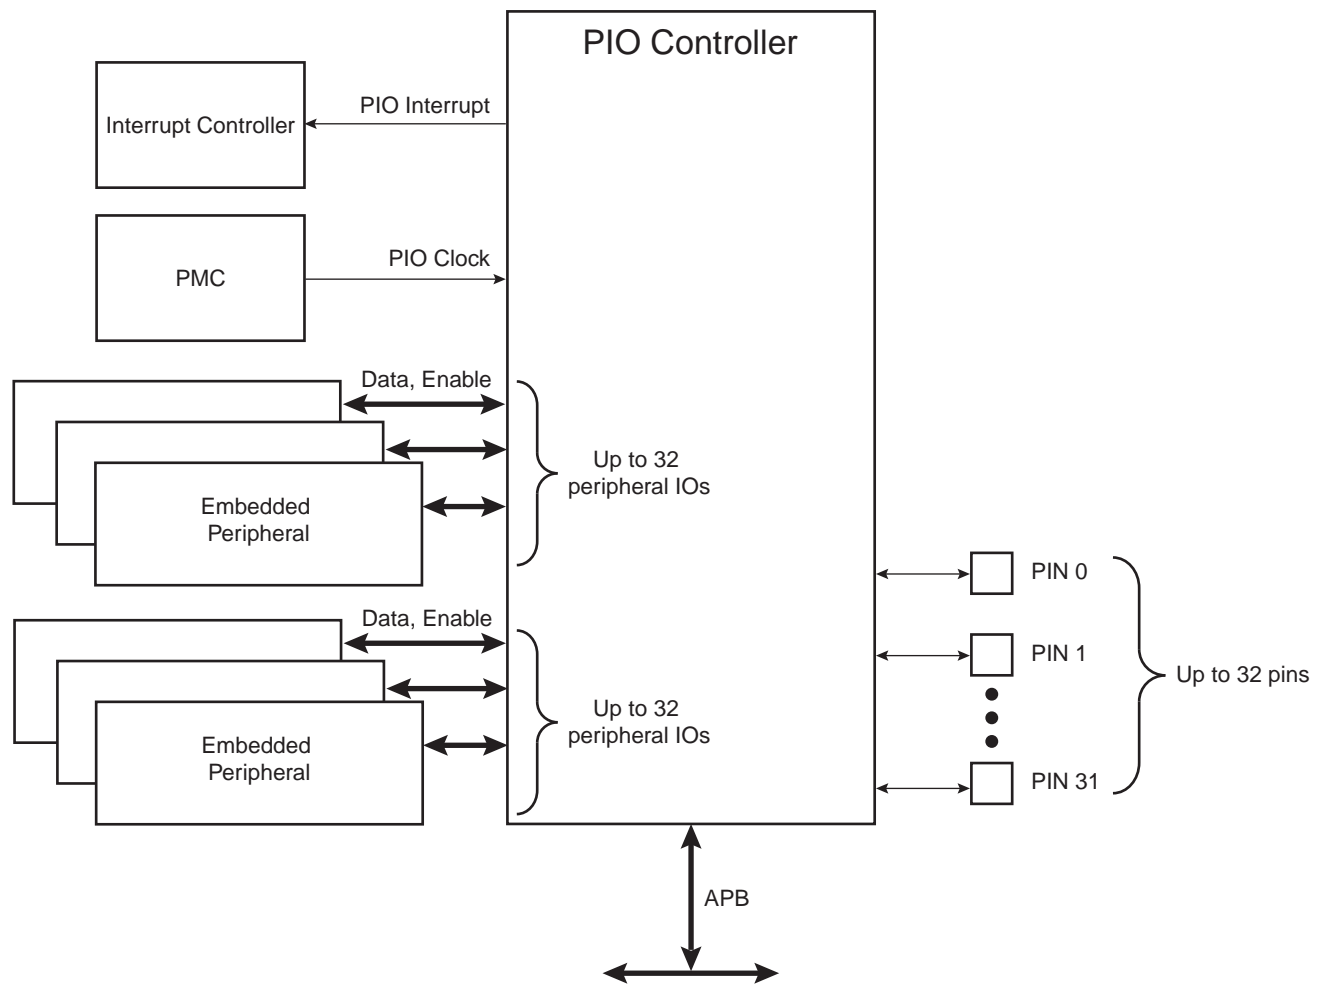 PIO Controller
PIO Interrupt
Interrupt Controller
PIO Clock
PMC
Data, Enable
Up to 32
peripheral IOs
Embedded
Peripheral
PIN 0
Data, Enable
PIN 1
Up to 32 pins
Up to 32
peripheral IOs
Embedded
Peripheral
PIN 31
APB